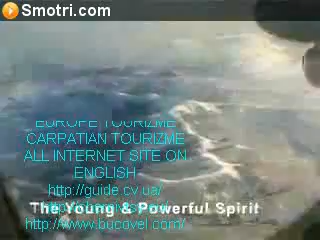 Smotri.com
EUROPE TOURIZME
CARPATIAN TOURIZME
ALL INTERNET SITE ON
ENGLISH
http://guide.cv.ua/
The Young & Powerful Spirit
http://www.bucovel.com/